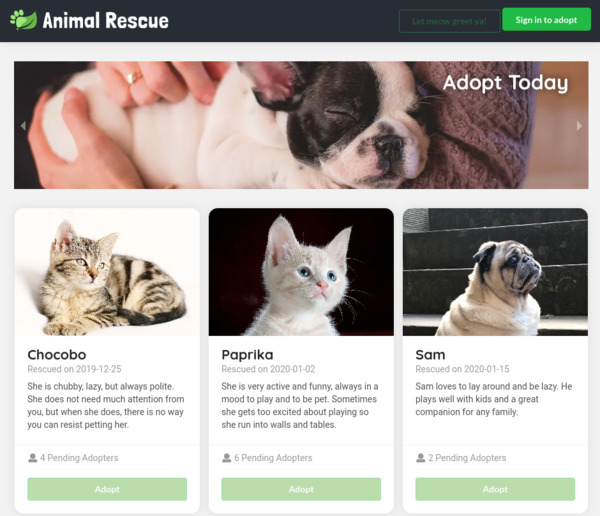 Animal Rescue
Let meow greet ya!
Sign in to adopt
Adopt Today
Chocobo
Rescued on 2019-12-25
She is chubby, lazy, but always polite.
She does not need much attention from
you, but when she does, there is no way
you can resist petting her.
4 Pending Adopters
Adopt
Paprika
Rescued on 2020-01-02
She is very active and funny, always in a
mood to play and to be pet. Sometimes
she gets too excited about playing so
she run into walls and tables.
6 Pending Adopters
Adopt
Sam
Rescued on 2020-01-15
Sam loves to lay around and be lazy. He
plays well with kids and a great
companion for any family.
2 Pending Adopters
Adopt